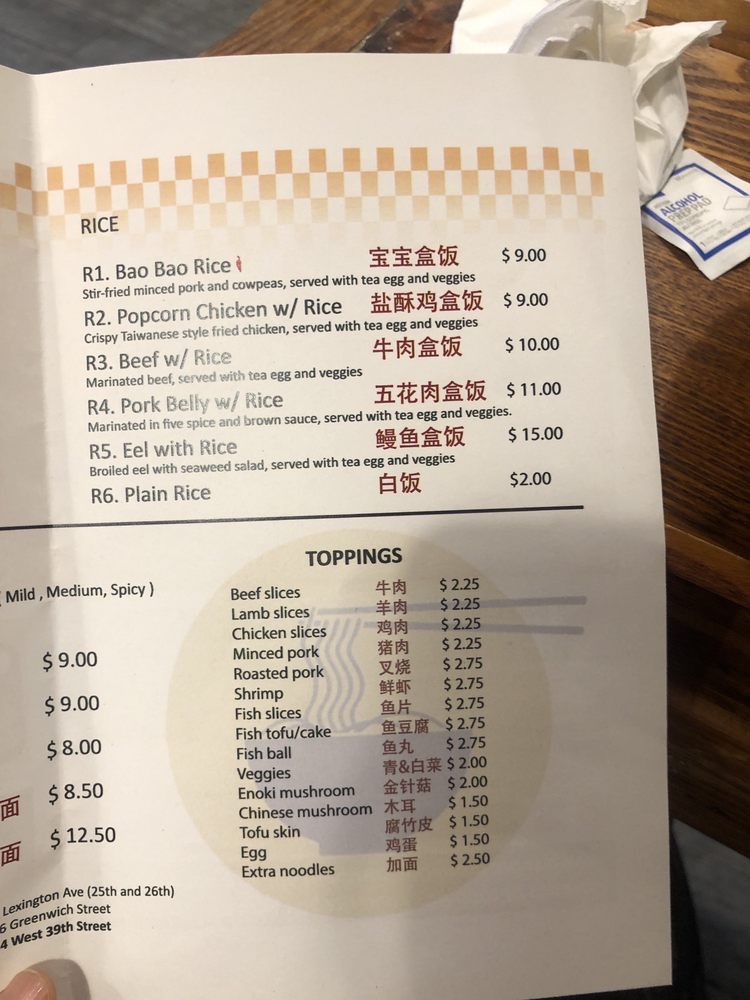 RICE
R1. Bao Bao Rice 宝宝盒饭 $ 9.00
Stir-fried minced pork and cowpeas, served with tea egg and veggies
R2. Popcorn Chicken w/ Rice 盐酥鸡盒饭 $ 9.00
Crispy Taiwanese style fried chicken, served with tea egg and veggies
R3. Beef w/ Rice 牛肉盒饭 $ 10.00
Marinated beef, served with tea egg and veggies
R4. Pork Belly w/ Rice 五花肉盒饭 $ 11.00
Marinated in five spice and brown sauce, served with tea egg and veggies.
R5. Eel with Rice 鳗鱼盒饭 $ 15.00
Broiled eel with seaweed salad, served with tea egg and veggies
R6. Plain Rice 白饭 $2.00
( Mild , Medium, Spicy )
$ 9.00
$ 9.00
$ 8.00
面 $ 8.50
面 $ 12.50
Lexington Ave (25th and 26th)
6 Greenwich Street
4 West 39th Street
TOPPINGS
Beef slices 牛肉 $ 2.25
Lamb slices 羊肉 $ 2.25
Chicken slices 鸡肉 $ 2.25
Minced pork 猪肉 $ 2.25
Roasted pork 叉烧 $ 2.75
Shrimp 鲜虾 $ 2.75
Fish slices 鱼片 $ 2.75
Fish tofu/cake 鱼豆腐 $ 2.75
Fish ball 鱼丸 $ 2.75
Veggies 青&白菜 $ 2.00
Enoki mushroom 金针菇 $ 2.00
Chinese mushroom 木耳 $ 1.50
Tofu skin 腐竹皮 $ 1.50
Egg 鸡蛋 $ 1.50
Extra noodles 加面 $ 2.50
ALCOHOL
PREP PAD